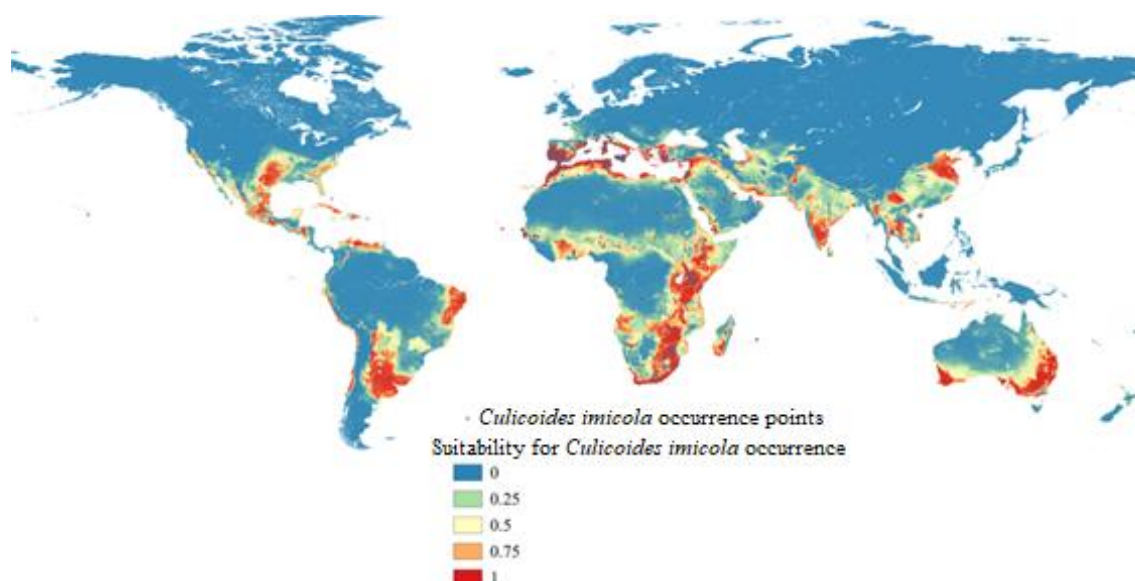 Culicoides imicola occurrence points
Suitability for Culicoides imicola occurrence
0
0.25
0.5
0.75
1